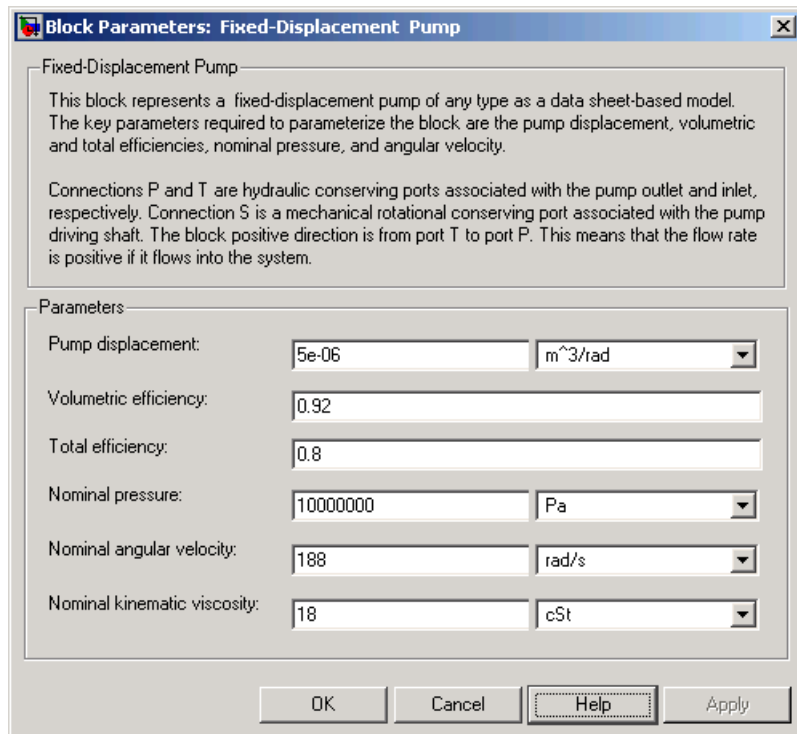 Block Parameters: Fixed-Displacement Pump
Fixed-Displacement Pump
This block represents a fixed-displacement pump of any type as a data sheet-based model.
The key parameters required to parameterize the block are the pump displacement, volumetric
and total efficiencies, nominal pressure, and angular velocity.
Connections P and T are hydraulic conserving ports associated with the pump outlet and inlet,
respectively. Connection S is a mechanical rotational conserving port associated with the pump
driving shaft. The block positive direction is from port T to port P. This means that the flow rate
is positive if it flows into the system.
Parameters
Pump displacement: 5e-06 m^3/rad
Volumetric efficiency: 0.92
Total efficiency: 0.8
Nominal pressure: 10000000 Pa
Nominal angular velocity: 188 rad/s
Nominal kinematic viscosity: 18 cSt
OK Cancel Help Apply